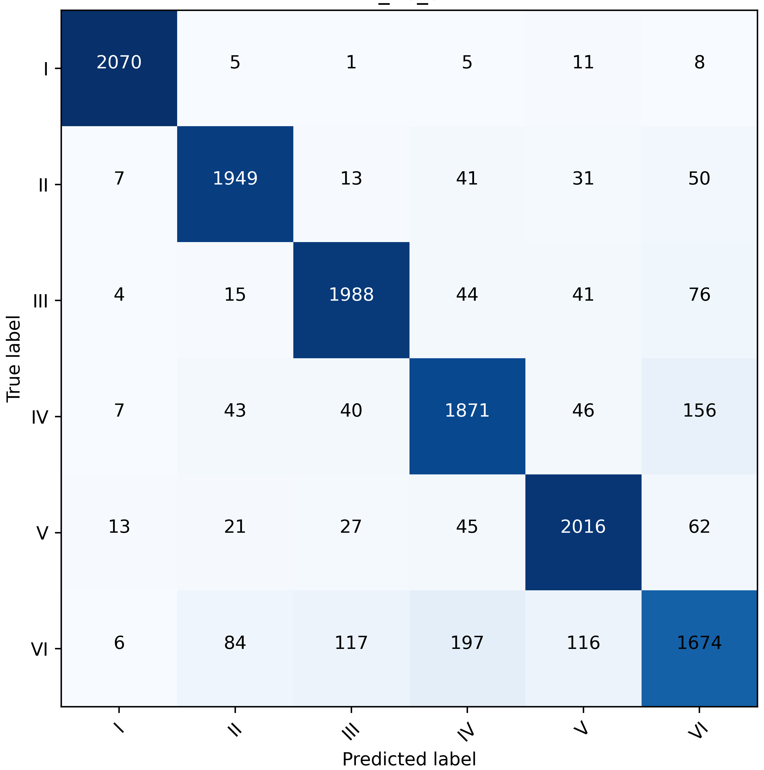 I 2070 5 1 5 11 8
II 7 1949 13 41 31 50
III 4 15 1988 44 41 76
IV 7 43 40 1871 46 156
V 13 21 27 45 2016 62
VI 6 84 117 197 116 1674
I II III IV V VI
True label
Predicted label